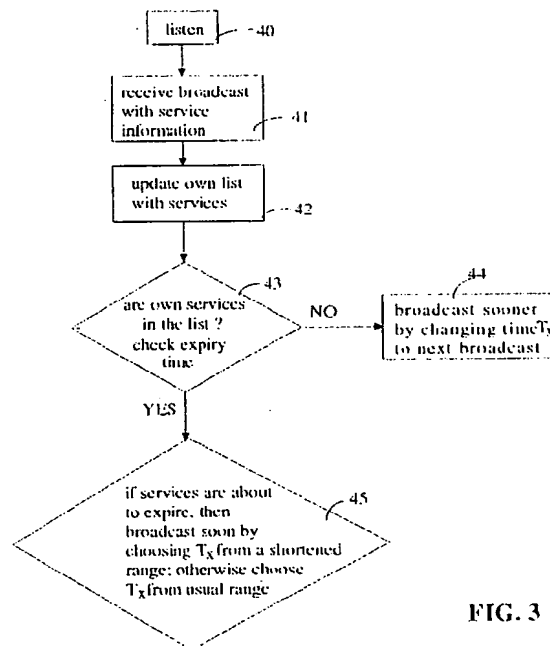 listen
40
receive broadcast
with service
information
41
update own list
with services
42
43
are own services
in the list ?
check expiry
time
NO
44
broadcast sooner
by changing time Tx
to next broadcast
YES
45
if services are about
to expire, then
broadcast soon by
choosing Tx from a shortened
range; otherwise choose
Tx from usual range
FIG. 3